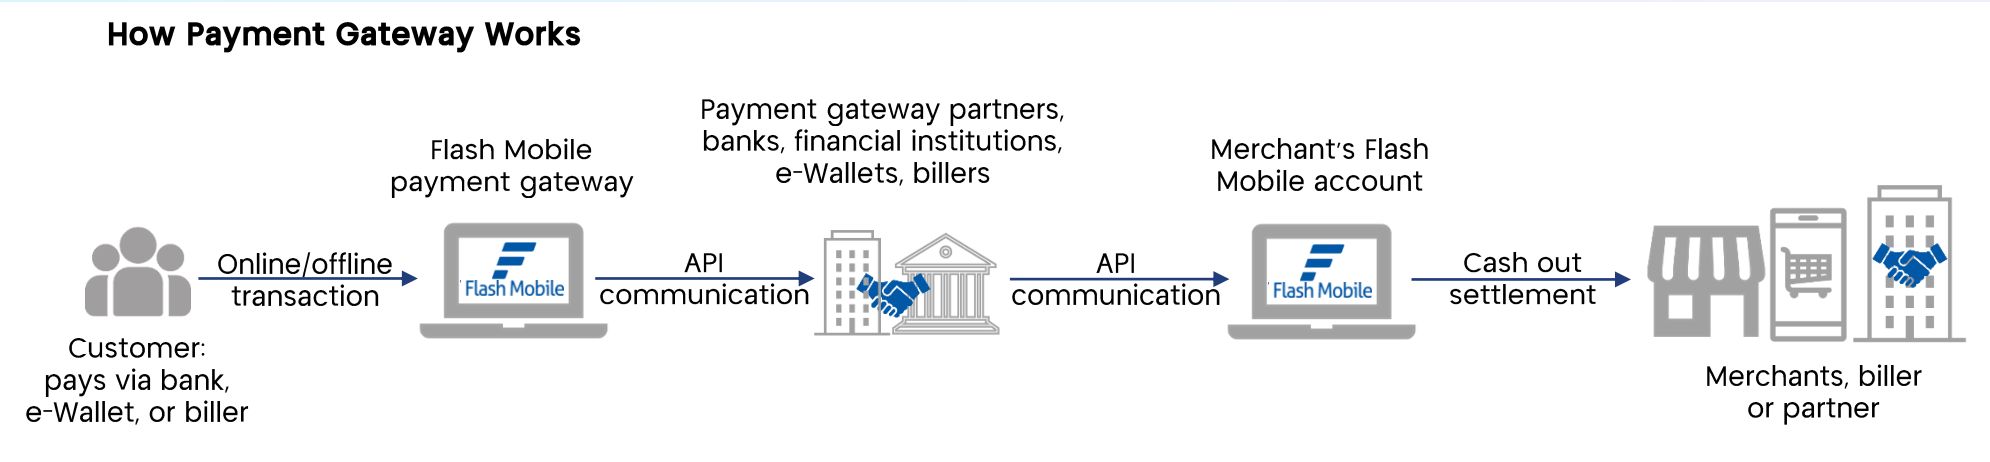 How Payment Gateway Works
Customer:
pays via bank,
e-Wallet, or biller
Online/offline
transaction
Flash Mobile
payment gateway
Flash Mobile
API
communication
Payment gateway partners,
banks, financial institutions,
e-Wallets, billers
API
communication
Merchant's Flash
Mobile account
Flash Mobile
Cash out
settlement
Merchants, biller
or partner